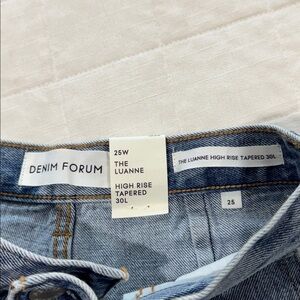 DENIM FORUM
25W
THE
LUANNE
HIGH RISE
TAPERED
30L
THE LUANNE HIGH RISE TAPERED 30L
25